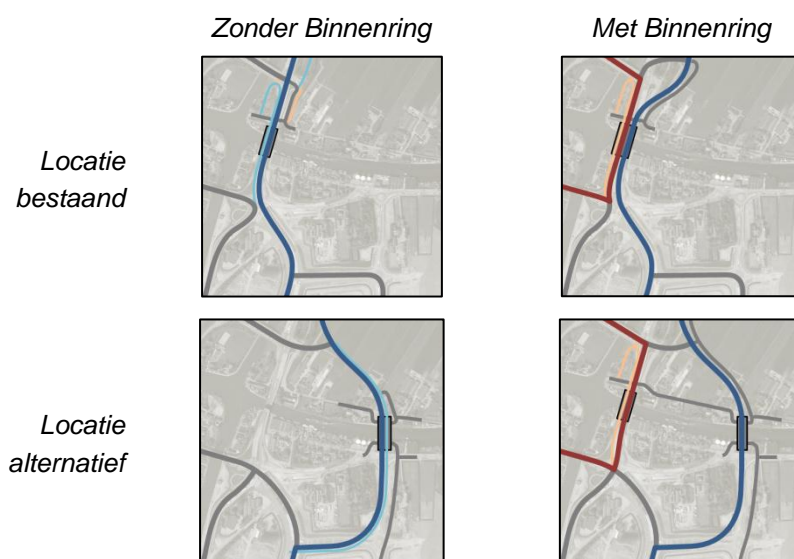 Zonder Binnenring
Met Binnenring
Locatie
bestaand
Locatie
alternatief